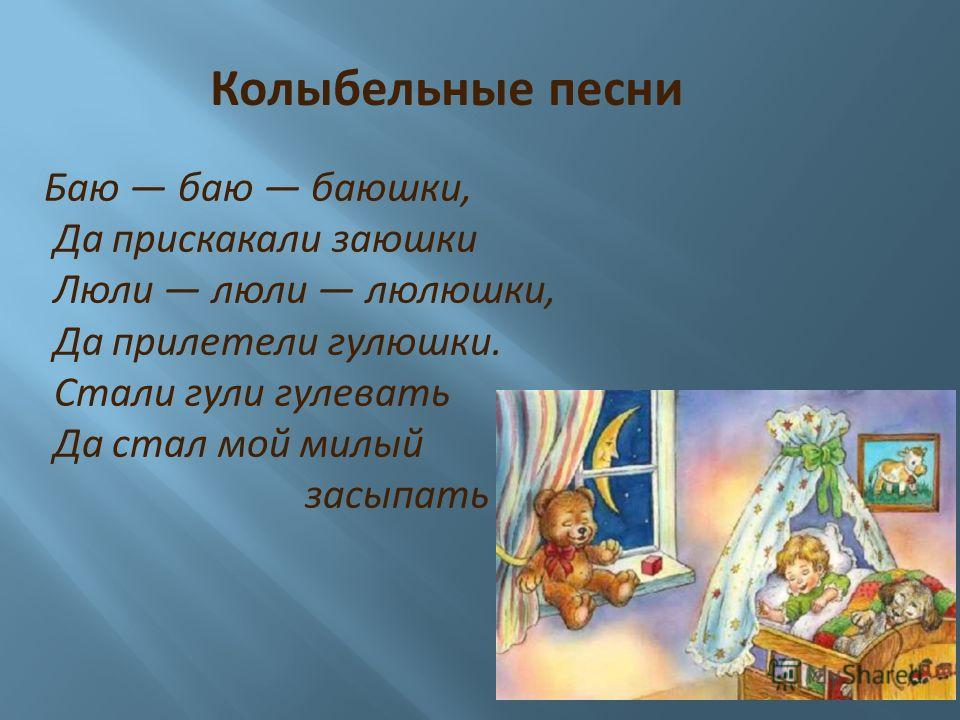 Колыбельные песни
Баю — баю — баюшки,
Да прискакали заюшки
Люли — люли — люлюшки,
Да прилетели гулюшки.
Стали гули гулевать
Да стал мой милый
засыпать
MyShared